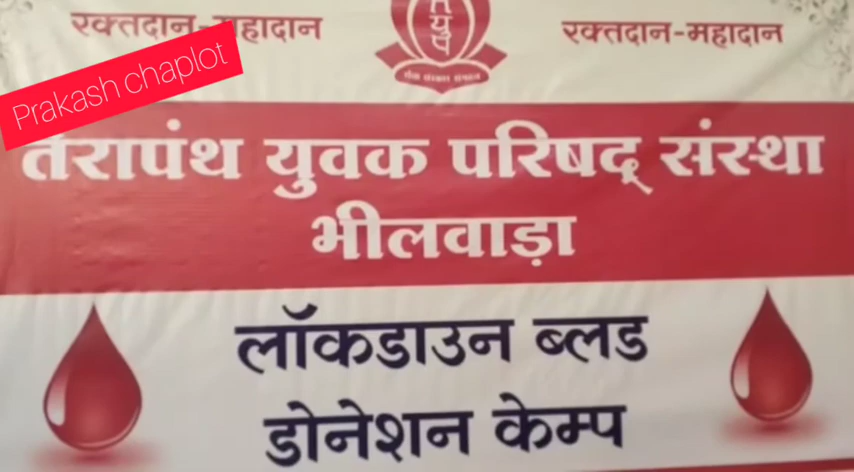 रक्तदान-महादान
रक्तदान-महादान
तेयुप
Prakash chaplot
तेरापंथ युवक परिषद् संस्था
भीलवाड़ा
लॉकडाउन ब्लड
डोनेशन केम्प